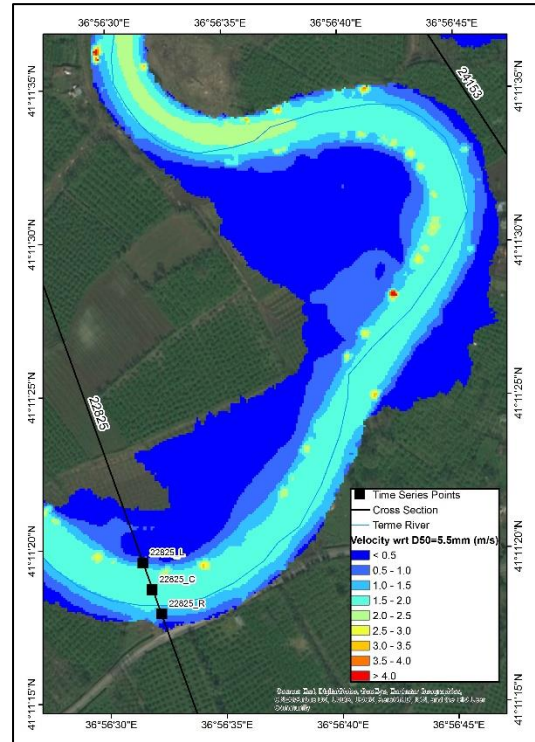 36°56'30"E 36°56'35"E 36°56'40"E 36°56'45"E
41°11'35"N
41°11'35"N
24153
41°11'30"N
41°11'30"N
41°11'25"N
41°11'25"N
22825
41°11'20"N
41°11'20"N
22825_L
22825_C
22825_R
Time Series Points
Cross Section
Terme River
Velocity wrt D50=5.5mm (m/s)
< 0.5
0.5 - 1.0
1.0 - 1.5
1.5 - 2.0
2.0 - 2.5
2.5 - 3.0
3.0 - 3.5
3.5 - 4.0
> 4.0
Community
41°11'15"N
41°11'15"N
36°56'30"E 36°56'35"E 36°56'40"E 36°56'45"E